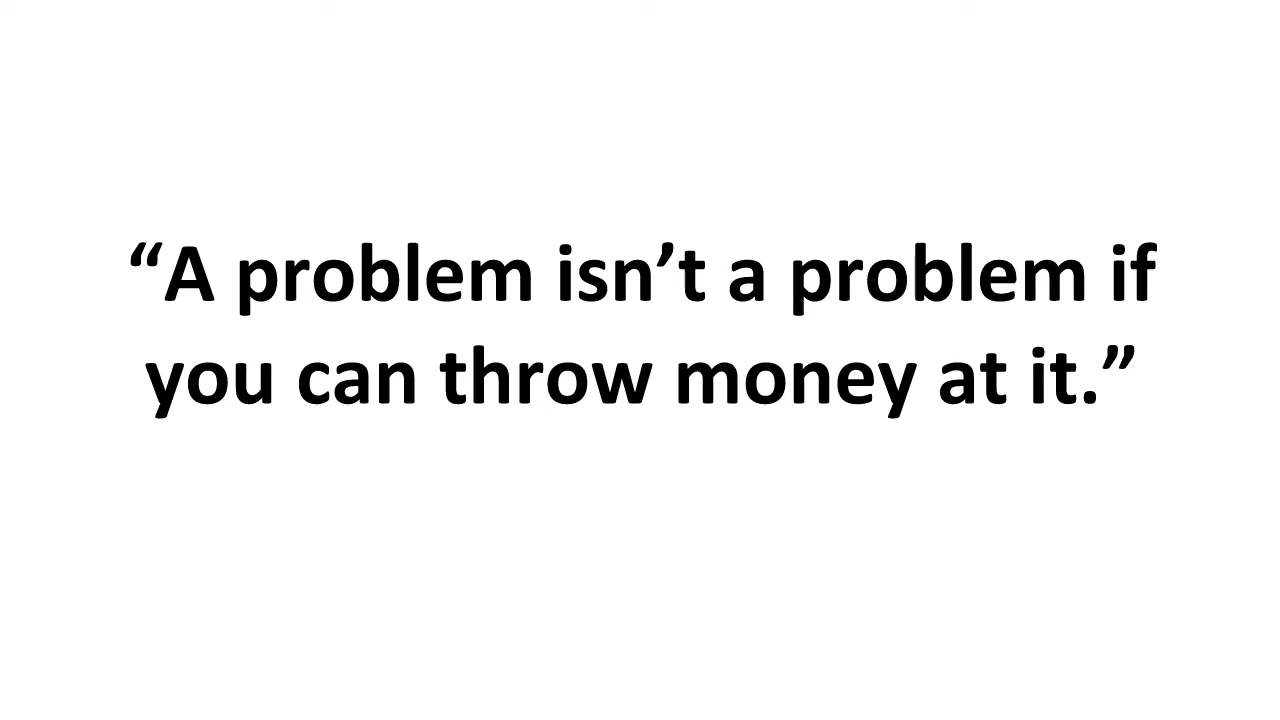 “A problem isn’t a problem if
you can throw money at it.”